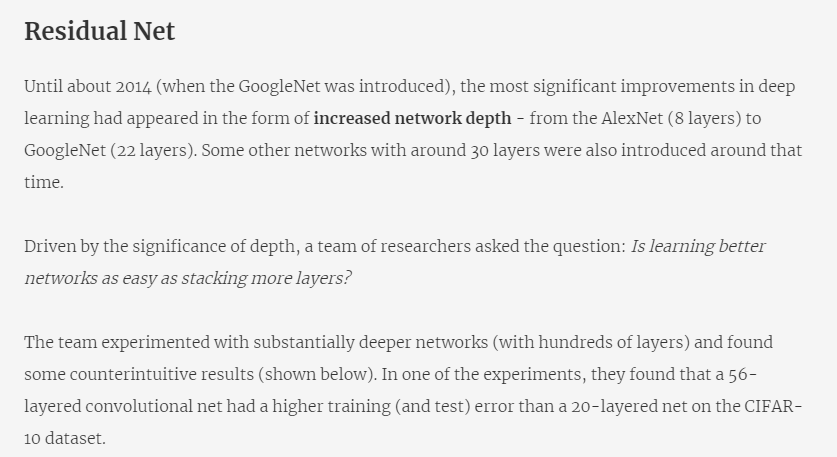 Residual Net
Until about 2014 (when the GoogleNet was introduced), the most significant improvements in deep
learning had appeared in the form of increased network depth - from the AlexNet (8 layers) to
GoogleNet (22 layers). Some other networks with around 30 layers were also introduced around that
time.
Driven by the significance of depth, a team of researchers asked the question: Is learning better
networks as easy as stacking more layers?
The team experimented with substantially deeper networks (with hundreds of layers) and found
some counterintuitive results (shown below). In one of the experiments, they found that a 56-
layered convolutional net had a higher training (and test) error than a 20-layered net on the CIFAR-
10 dataset.